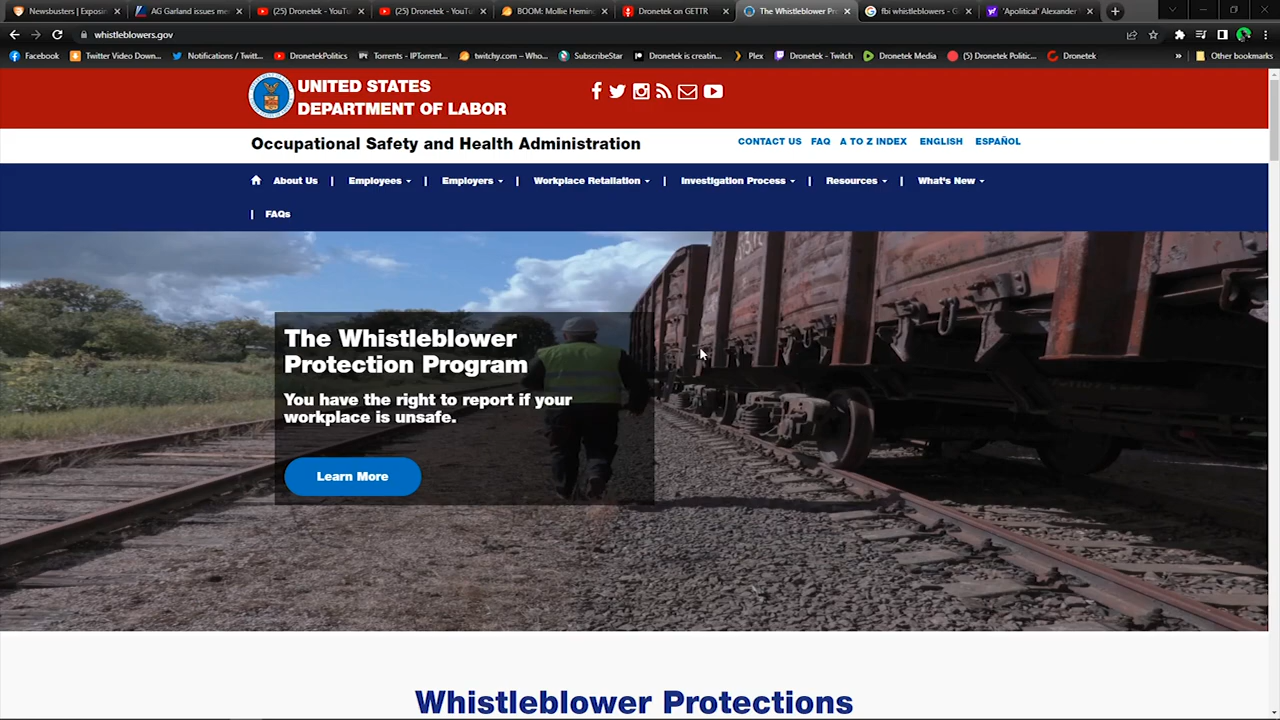 Newsbusters | Exposin
AG Garland issues me
(25) Dronetek - YouTu
(25) Dronetek - YouTu
BOOM: Mollie Heming
Dronetek on GETTR
The Whistleblower Pr
fbi whistleblowers - G
'Apolitical' Alexander
whistleblowers.gov
Facebook
Twitter Video Down...
Notifications / Twitt...
DronetekPolitics
Torrents - IPTorrent...
twitchy.com — Who...
SubscribeStar
Dronetek is creatin...
Plex
Dronetek - Twitch
Dronetek Media
(5) Dronetek Politic...
Dronetek
»
Other bookmarks
UNITED STATES
DEPARTMENT OF LABOR
Occupational Safety and Health Administration
CONTACT US FAQ A TO Z INDEX ENGLISH ESPAÑOL
About Us | Employees | Employers | Workplace Retaliation | Investigation Process | Resources | What's New
| FAQs
The Whistleblower
Protection Program
You have the right to report if your
workplace is unsafe.
Learn More
Whistleblower Protections